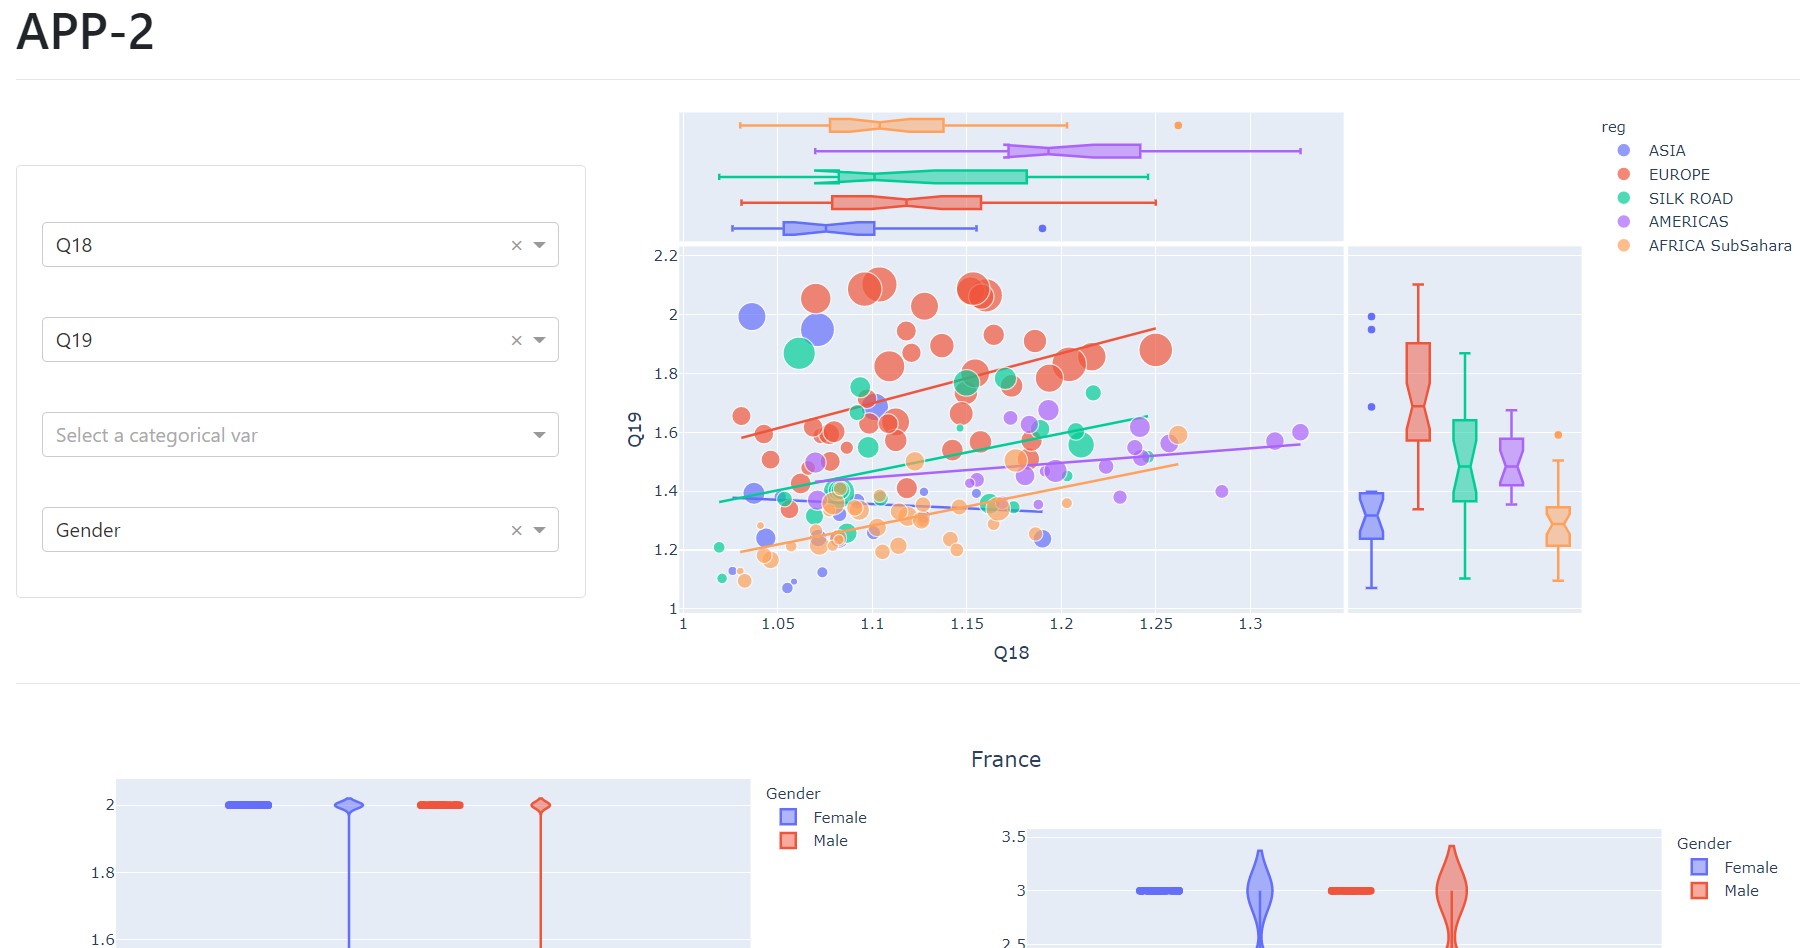 APP-2
Q18
×
Q19
×
Select a categorical var
Gender
×
reg
ASIA
EUROPE
SILK ROAD
AMERICAS
AFRICA SubSahara
2.2
2
1.8
1.6
1.4
1.2
1
Q19
1
1.05
1.1
1.15
1.2
1.25
1.3
Q18
France
2
1.8
1.6
Gender
Female
Male
3.5
3
2.5
Gender
Female
Male